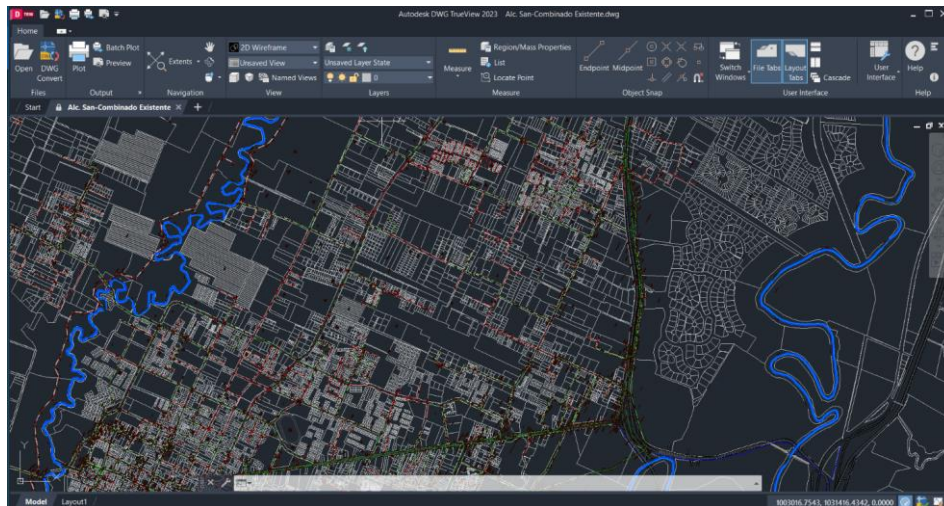 Autodesk DWG TrueView 2023 Alc. San-Combinado Existente.dwg
Home
Open
DWG
Convert
Files
Plot
Batch Plot
Preview
Output
Extents
Navigation
2D Wireframe
Unsaved View
Named Views
View
Unsaved Layer State
0
Layers
Measure
Region/Mass Properties
List
Locate Point
Measure
Endpoint Midpoint
Object Snap
Switch
Windows
File Tabs
Layout
Tabs
Cascade
User
Interface
User Interface
Help
Help
Start
Alc. San-Combinado Existente
Y
Model
Layout1
1003016.7543, 1031416.4342, 0.0000